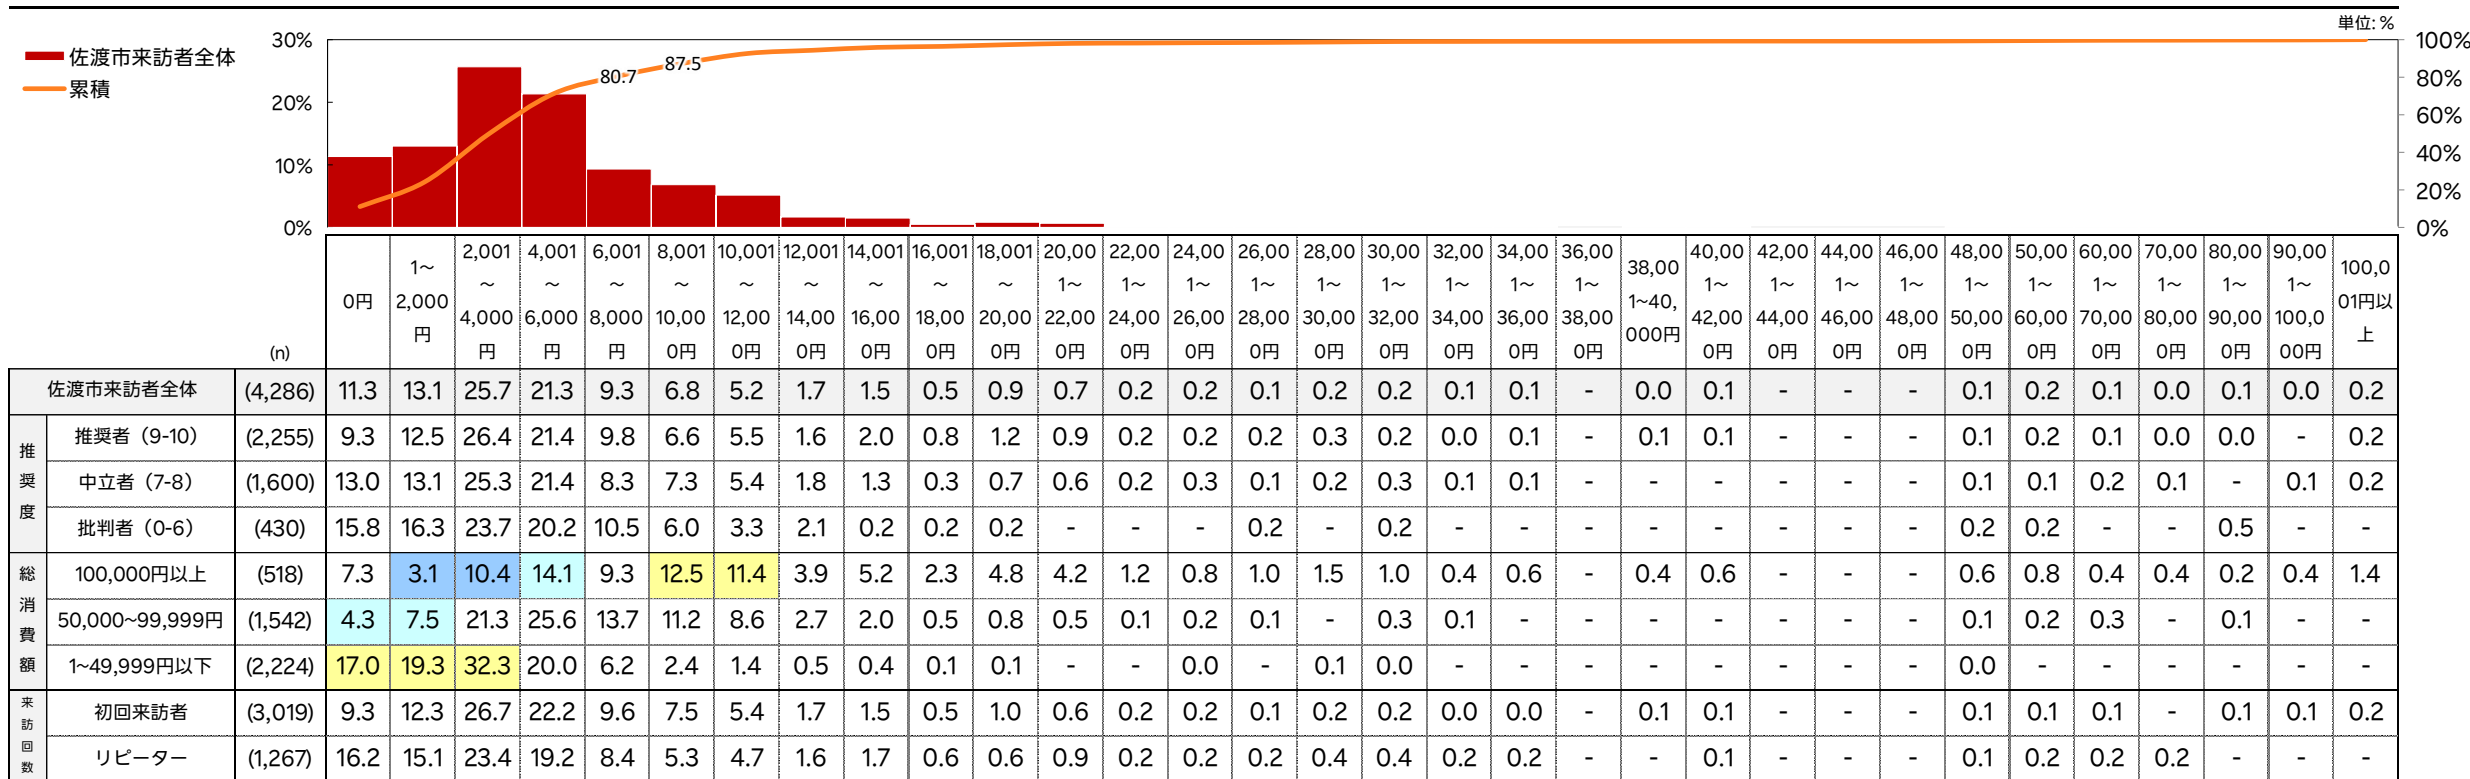 単位: %
佐渡市来訪者全体
累積
30%
20%
10%
0%
80.7
87.5
100%
80%
60%
40%
20%
0%
(n)
0円
1～2,000円
2,001～4,000円
4,001～6,000円
6,001～8,000円
8,001～10,000円
10,001～12,000円
12,001～14,000円
14,001～16,000円
16,001～18,000円
18,001～20,000円
20,001～22,000円
22,001～24,000円
24,001～26,000円
26,001～28,000円
28,001～30,000円
30,001～32,000円
32,001～34,000円
34,001～36,000円
36,001～38,000円
38,001~40,000円
40,001～42,000円
42,001～44,000円
44,001～46,000円
46,001～48,000円
48,001～50,000円
50,001～60,000円
60,001～70,000円
70,001～80,000円
80,001～90,000円
90,001～100,000円
100,001円以上
佐渡市来訪者全体 (4,286) 11.3 13.1 25.7 21.3 9.3 6.8 5.2 1.7 1.5 0.5 0.9 0.7 0.2 0.2 0.1 0.2 0.2 0.1 0.1 - 0.0 0.1 - - - 0.1 0.2 0.1 0.0 0.1 0.0 0.2
推奨度
推奨者（9-10） (2,255) 9.3 12.5 26.4 21.4 9.8 6.6 5.5 1.6 2.0 0.8 1.2 0.9 0.2 0.2 0.2 0.3 0.2 0.0 0.1 - 0.1 0.1 - - - 0.1 0.2 0.1 0.0 0.0 - 0.2
中立者（7-8） (1,600) 13.0 13.1 25.3 21.4 8.3 7.3 5.4 1.8 1.3 0.3 0.7 0.6 0.2 0.3 0.1 0.2 0.3 0.1 0.1 - - - - - - 0.1 0.1 0.2 0.1 - 0.1 0.2
批判者（0-6） (430) 15.8 16.3 23.7 20.2 10.5 6.0 3.3 2.1 0.2 0.2 0.2 - - - 0.2 - 0.2 - - - - - - - - 0.2 0.2 - - 0.5 - -
総消費額
100,000円以上 (518) 7.3 3.1 10.4 14.1 9.3 12.5 11.4 3.9 5.2 2.3 4.8 4.2 1.2 0.8 1.0 1.5 1.0 0.4 0.6 - 0.4 0.6 - - - 0.6 0.8 0.4 0.4 0.2 0.4 1.4
50,000~99,999円 (1,542) 4.3 7.5 21.3 25.6 13.7 11.2 8.6 2.7 2.0 0.5 0.8 0.5 0.1 0.2 0.1 - 0.3 0.1 - - - - - - - 0.1 0.2 0.3 - 0.1 - -
1~49,999円以下 (2,224) 17.0 19.3 32.3 20.0 6.2 2.4 1.4 0.5 0.4 0.1 0.1 - - 0.0 - 0.1 0.0 - - - - - - - - 0.0 - - - - - -
来訪回数
初回来訪者 (3,019) 9.3 12.3 26.7 22.2 9.6 7.5 5.4 1.7 1.5 0.5 1.0 0.6 0.2 0.2 0.1 0.2 0.2 0.0 0.0 - 0.1 0.1 - - - 0.1 0.1 0.1 - 0.1 0.1 0.2
リピーター (1,267) 16.2 15.1 23.4 19.2 8.4 5.3 4.7 1.6 1.7 0.6 0.6 0.9 0.2 0.2 0.2 0.4 0.4 0.2 0.2 - - 0.1 - - - 0.1 0.2 0.2 0.2 - - -